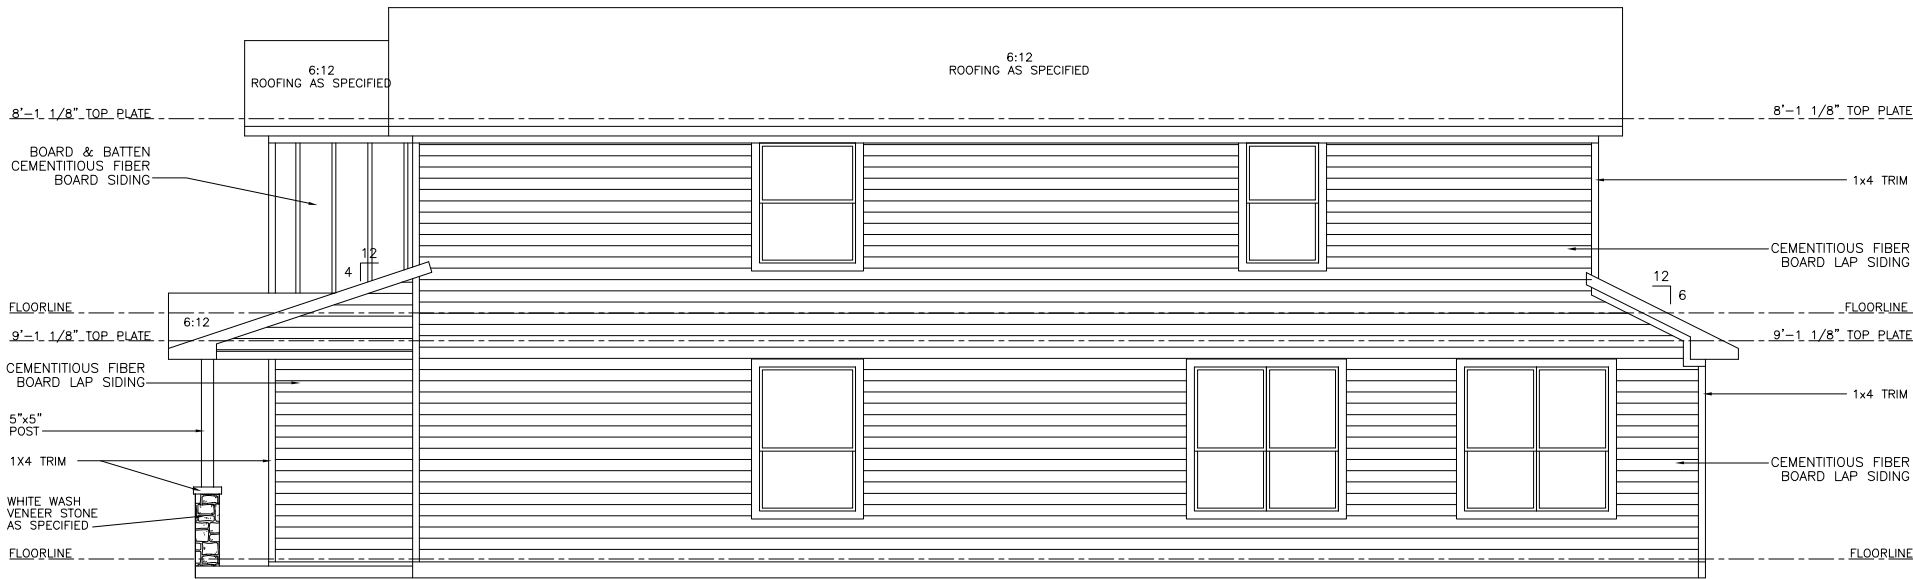 6:12
ROOFING AS SPECIFIED
6:12
ROOFING AS SPECIFIED
8'-1 1/8" TOP PLATE
8'-1 1/8" TOP PLATE
BOARD & BATTEN
CEMENTITIOUS FIBER
BOARD SIDING
1x4 TRIM
12
4
CEMENTITIOUS FIBER
BOARD LAP SIDING
12
6
FLOORLINE
FLOORLINE
6:12
9'-1 1/8" TOP PLATE
9'-1 1/8" TOP PLATE
CEMENTITIOUS FIBER
BOARD LAP SIDING
1x4 TRIM
5"x5"
POST
1X4 TRIM
CEMENTITIOUS FIBER
BOARD LAP SIDING
WHITE WASH
VENEER STONE
AS SPECIFIED
FLOORLINE
FLOORLINE